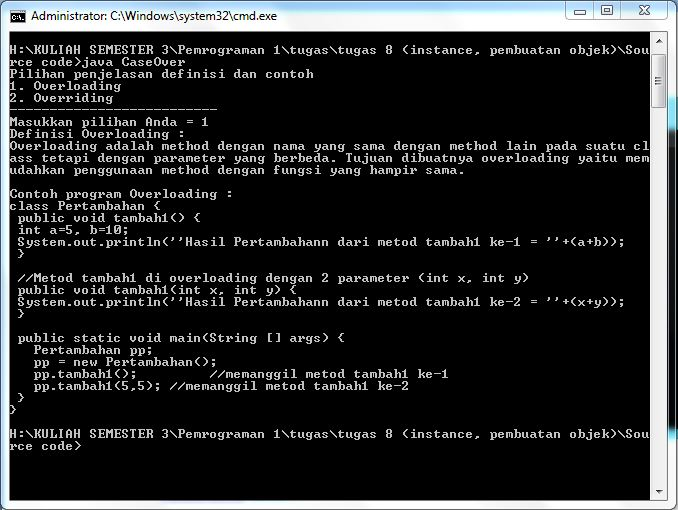 Administrator: C:\Windows\system32\cmd.exe
H:\KULIAH SEMESTER 3\Pemrograman 1\tugas\tugas 8 (instance, pembuatan objek)\Sou
rce code>java CaseOver
Pilihan penjelasan definisi dan contoh
1. Overloading
2. Overriding
--------------------------
Masukkan pilihan Anda = 1
Definisi Overloading :
Overloading adalah method dengan nama yang sama dengan method lain pada suatu cl
ass tetapi dengan parameter yang berbeda. Tujuan dibuatnya overloading yaitu mem
udahkan penggunaan method dengan fungsi yang hampir sama.

Contoh program Overloading :
class Pertambahan {
 public void tambah1() {
 int a=5, b=10;
 System.out.println(''Hasil Pertambahann dari metod tambah1 ke-1 = ''+(a+b));
 }

 //Metod tambah1 di overloading dengan 2 parameter (int x, int y)
 public void tambah1(int x, int y) {
 System.out.println(''Hasil Pertambahann dari metod tambah1 ke-2 = ''+(x+y));
 }

 public static void main(String [] args) {
   Pertambahan pp;
   pp = new Pertambahan();
   pp.tambah1();         //memanggil metod tambah1 ke-1
   pp.tambah1(5,5); //memanggil metod tambah1 ke-2
 }
}

H:\KULIAH SEMESTER 3\Pemrograman 1\tugas\tugas 8 (instance, pembuatan objek)\Sou
rce code>